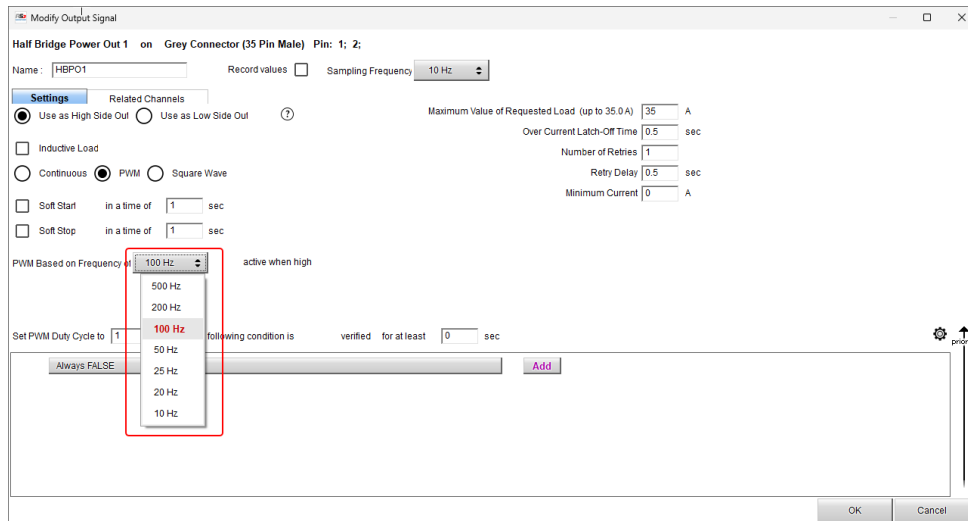 Modify Output Signal
Half Bridge Power Out 1 on Grey Connector (35 Pin Male) Pin: 1; 2;
Name : HBPO1 Record values Sampling Frequency 10 Hz
Settings Related Channels
Use as High Side Out Use as Low Side Out ?
Maximum Value of Requested Load (up to 35.0 A) 35 A
Over Current Latch-Off Time 0.5 sec
Inductive Load
Number of Retries 1
Continuous PWM Square Wave
Retry Delay 0.5 sec
Minimum Current 0 A
Soft Start in a time of 1 sec
Soft Stop in a time of 1 sec
PWM Based on Frequency of 100 Hz active when high
500 Hz
200 Hz
100 Hz
Set PWM Duty Cycle to 1 following condition is verified for at least 0 sec
prior
50 Hz
Always FALSE Add
25 Hz
20 Hz
10 Hz
OK Cancel